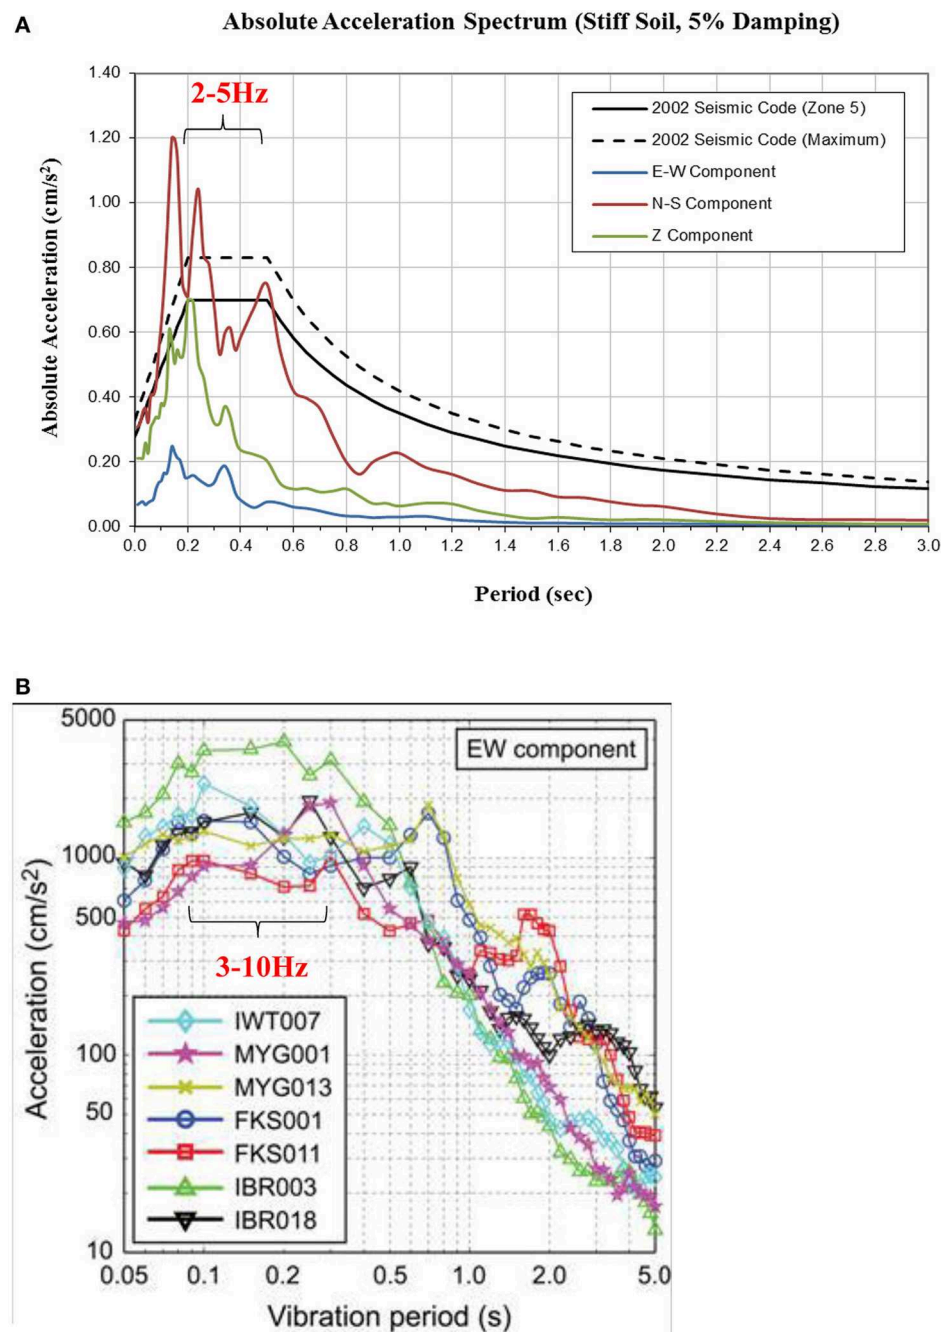 A
Absolute Acceleration Spectrum (Stiff Soil, 5% Damping)
1.40
1.20
1.00
0.80
0.60
0.40
0.20
0.00
Absolute Acceleration (cm/s²)
2-5Hz
2002 Seismic Code (Zone 5)
2002 Seismic Code (Maximum)
E-W Component
N-S Component
Z Component
0.0 0.2 0.4 0.6 0.8 1.0 1.2 1.4 1.6 1.8 2.0 2.2 2.4 2.6 2.8 3.0
Period (sec)
B
5000
1000
500
100
50
10
Acceleration (cm/s²)
EW component
3-10Hz
IWT007
MYG001
MYG013
FKS001
FKS011
IBR003
IBR018
0.05 0.1 0.2 0.5 1.0 2.0 5.0
Vibration period (s)